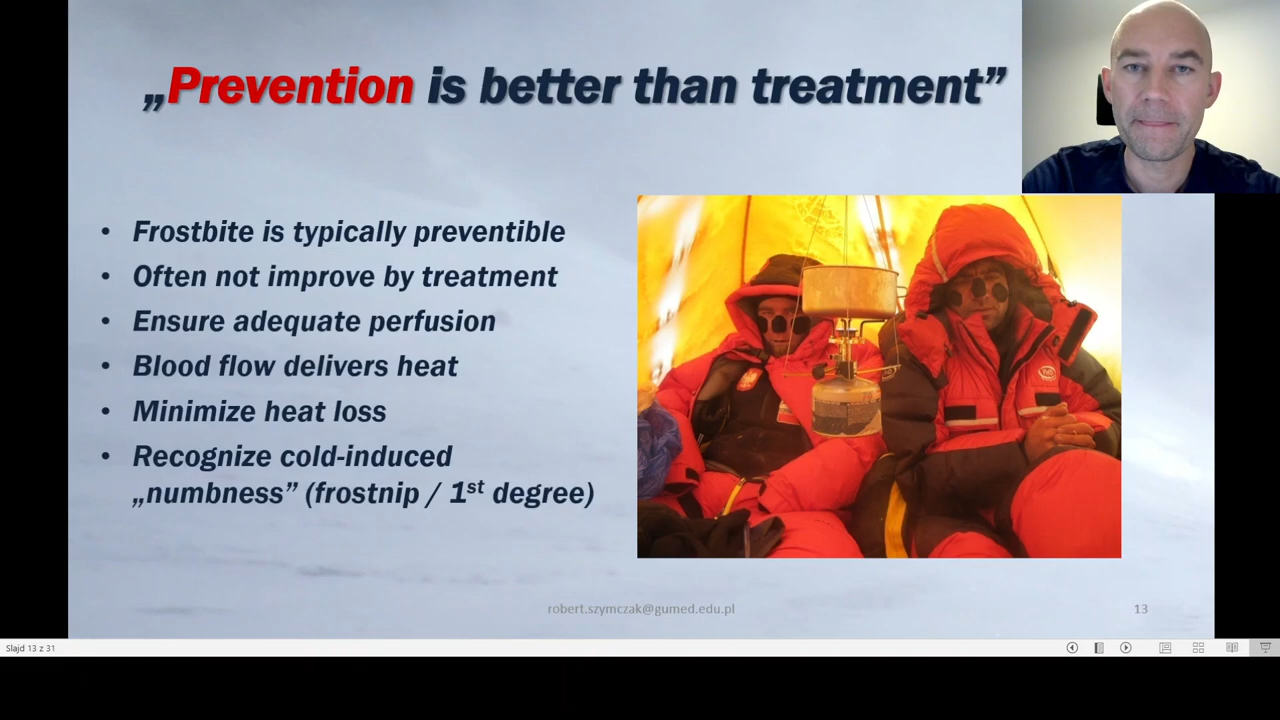 „Prevention is better than treatment”
• Frostbite is typically preventible
• Often not improve by treatment
• Ensure adequate perfusion
• Blood flow delivers heat
• Minimize heat loss
• Recognize cold-induced
„numbness” (frostnip / 1st degree)
robert.szymczak@gumed.edu.pl
13
Slajd 13 z 31